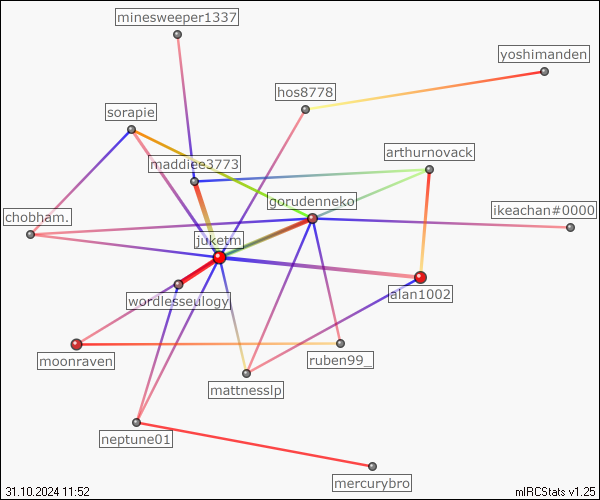 minesweeper1337
yoshimanden
hos8778
sorapie
arthurnovack
maddiee3773
gorudenneko
ikeachan#0000
chobham.
juketm
alan1002
wordlesseulogy
moonraven
ruben99_
mattnesslp
neptune01
mercurybro
31.10.2024 11:52
mIRCStats v1.25